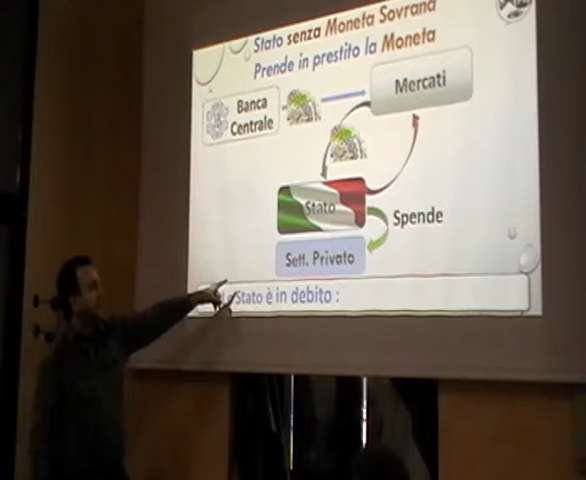 Stato senza Moneta Sovrana
Prende in prestito la Moneta
Banca
Centrale
Mercati
Stato
Spende
Sett. Privato
Lo Stato è in debito :